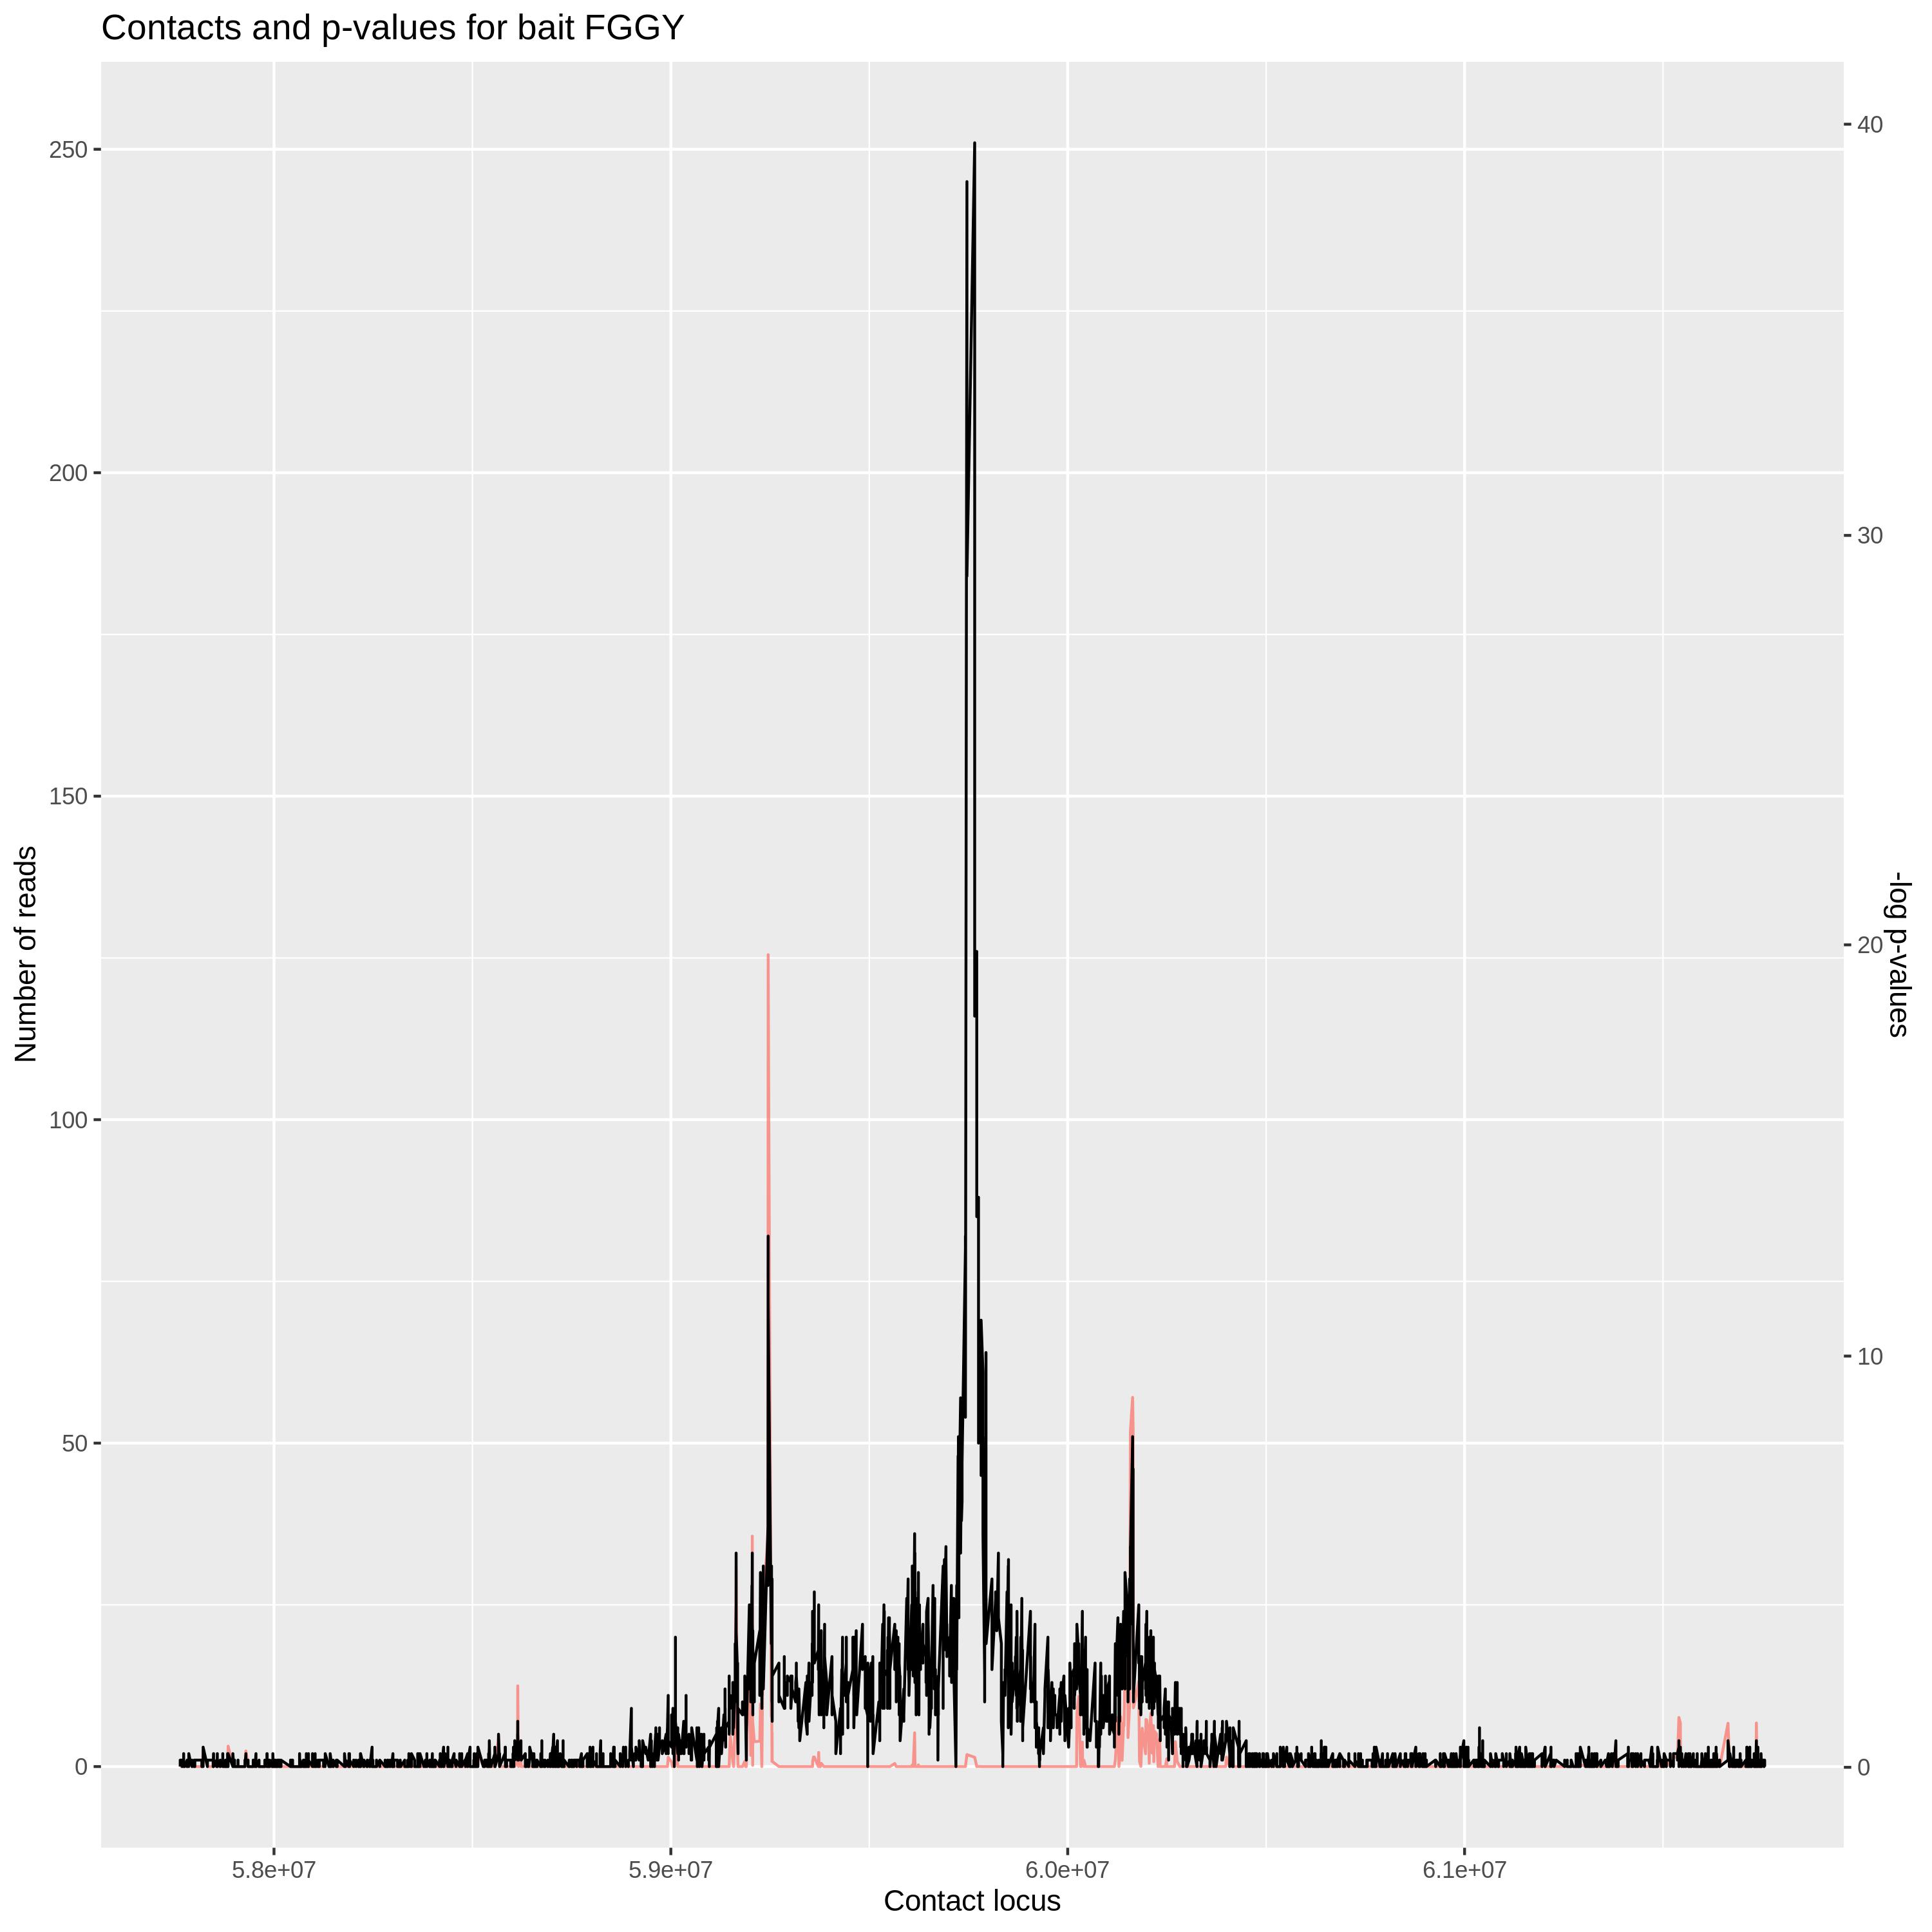 Contacts and p-values for bait FGGY
250
200
150
100
50
0
Number of reads
40
30
20
10
0
-log p-values
5.8e+07
5.9e+07
6.0e+07
6.1e+07
Contact locus